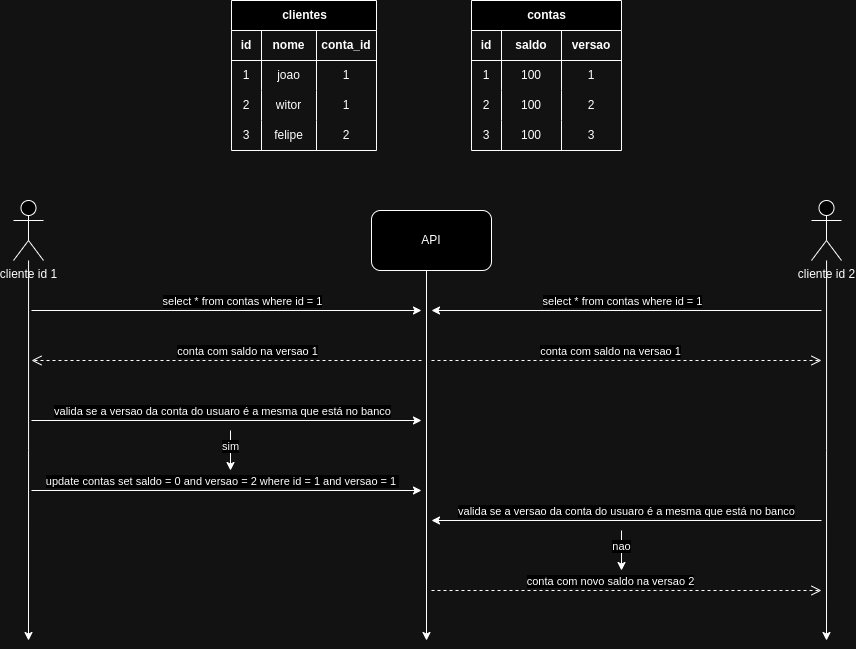 clientes
id nome conta_id
1 joao 1
2 witor 1
3 felipe 2
contas
id saldo versao
1 100 1
2 100 2
3 100 3
cliente id 1
API
cliente id 2
select * from contas where id = 1
select * from contas where id = 1
conta com saldo na versao 1
conta com saldo na versao 1
valida se a versao da conta do usuaro é a mesma que está no banco
sim
update contas set saldo = 0 and versao = 2 where id = 1 and versao = 1
valida se a versao da conta do usuaro é a mesma que está no banco
nao
conta com novo saldo na versao 2